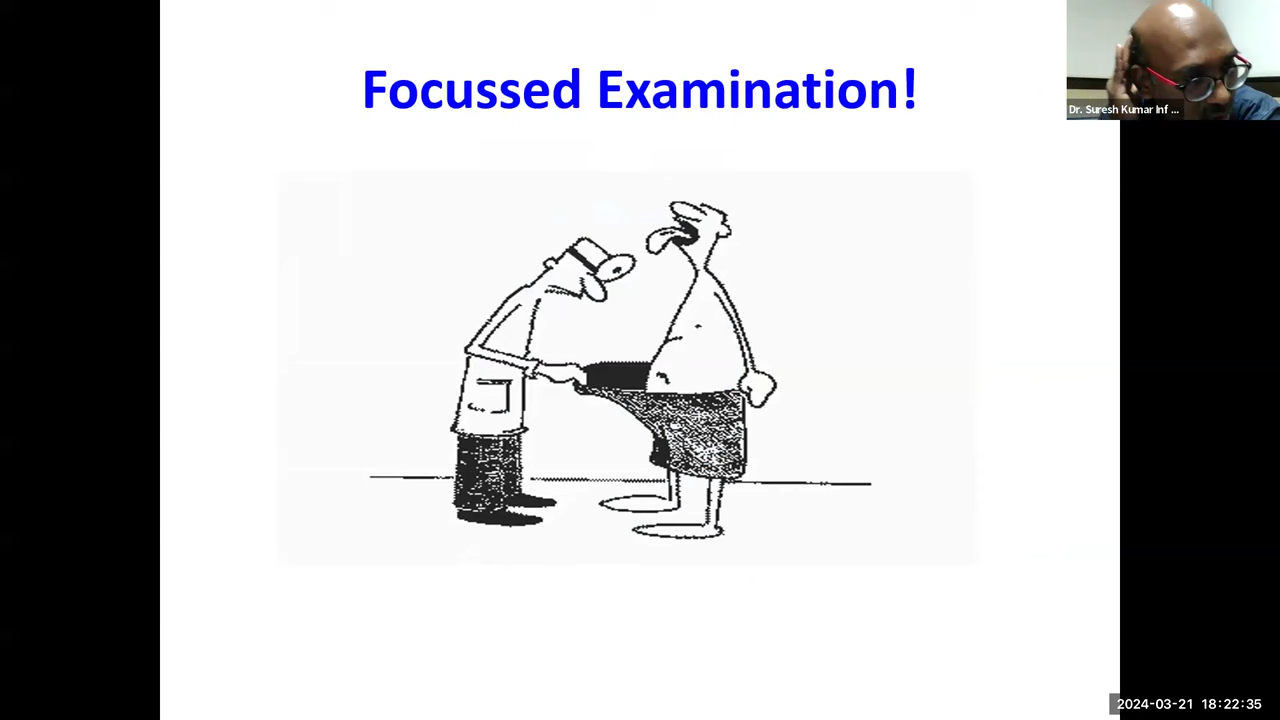 Focussed Examination!
Dr. Suresh Kumar Inf ...
2024-03-21 18:22:35